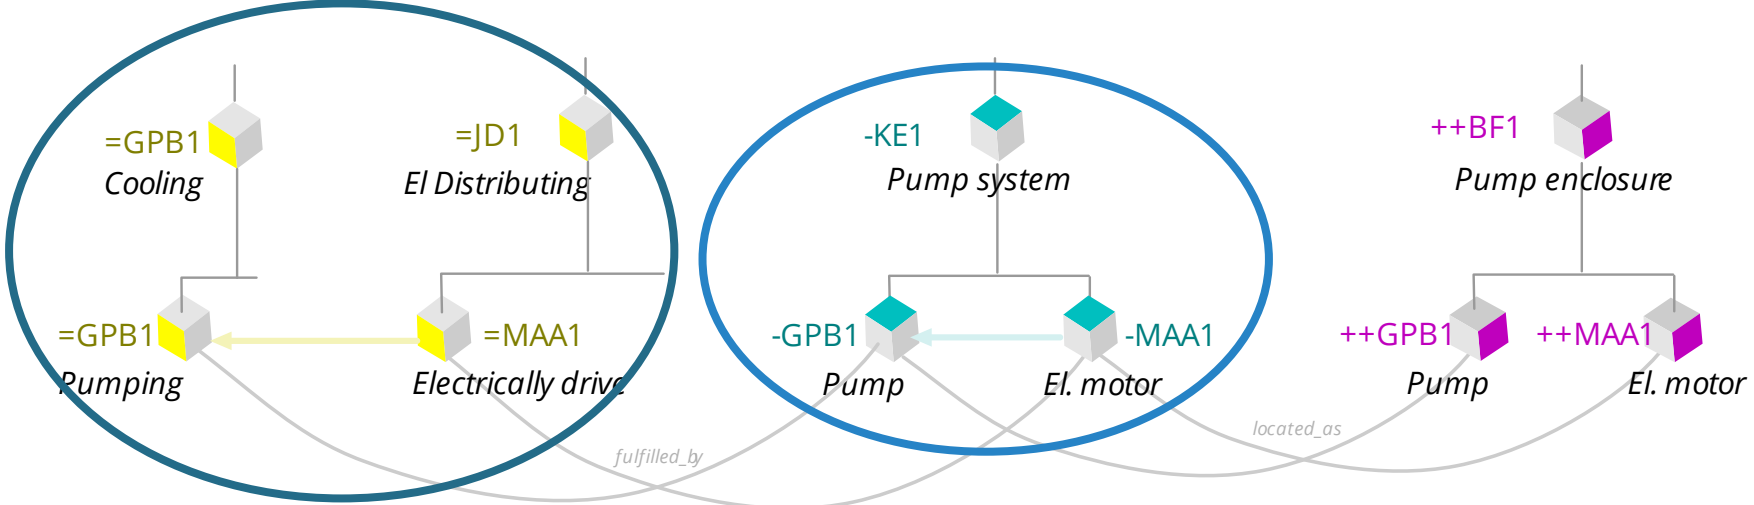 =GPB1
Cooling
=JD1
El Distributing
-KE1
Pump system
++BF1
Pump enclosure
=GPB1
Pumping
=MAA1
Electrically drive
-GPB1
Pump
-MAA1
El. motor
++GPB1
Pump
++MAA1
El. motor
fulfilled_by
located_as